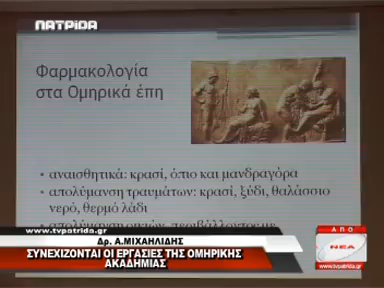 ΠΑΤΡΙΔΑ
Φαρμακολογία
στα Ομηρικά έπη
• αναισθητικά: κρασί, όπιο και μανδραγόρα
• απολύμανση τραυμάτων: κρασί, ξύδι, θαλάσσιο
νερό, θερμό λάδι
www.tvpatrida.gr
Δρ. Α.ΜΙΧΑΗΛΙΔΗΣ
ΣΥΝΕΧΙΖΟΝΤΑΙ ΟΙ ΕΡΓΑΣΙΕΣ ΤΗΣ ΟΜΗΡΙΚΗΣ
ΑΚΑΔΗΜΙΑΣ
ΑΠΟ
ΝΕΑ
www.tvpatrida.gr